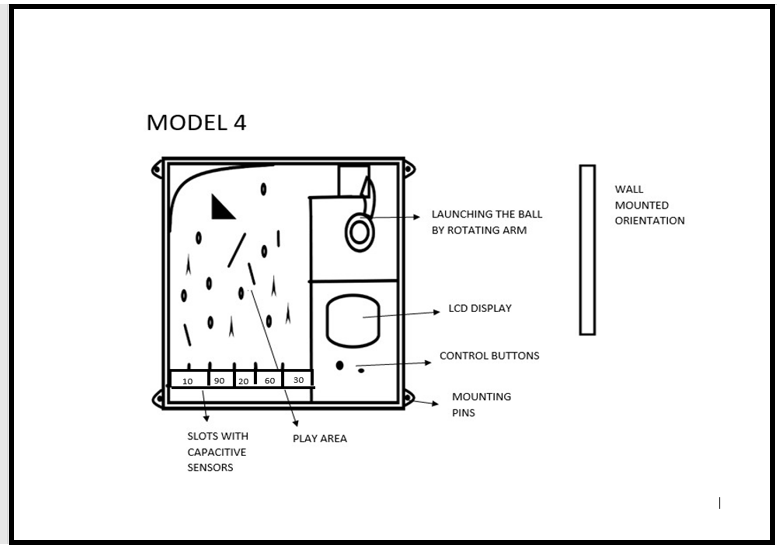 MODEL 4
WALL
MOUNTED
ORIENTATION
LAUNCHING THE BALL
BY ROTATING ARM
LCD DISPLAY
CONTROL BUTTONS
10 90 20 60 30
MOUNTING
PINS
SLOTS WITH
CAPACITIVE
SENSORS
PLAY AREA